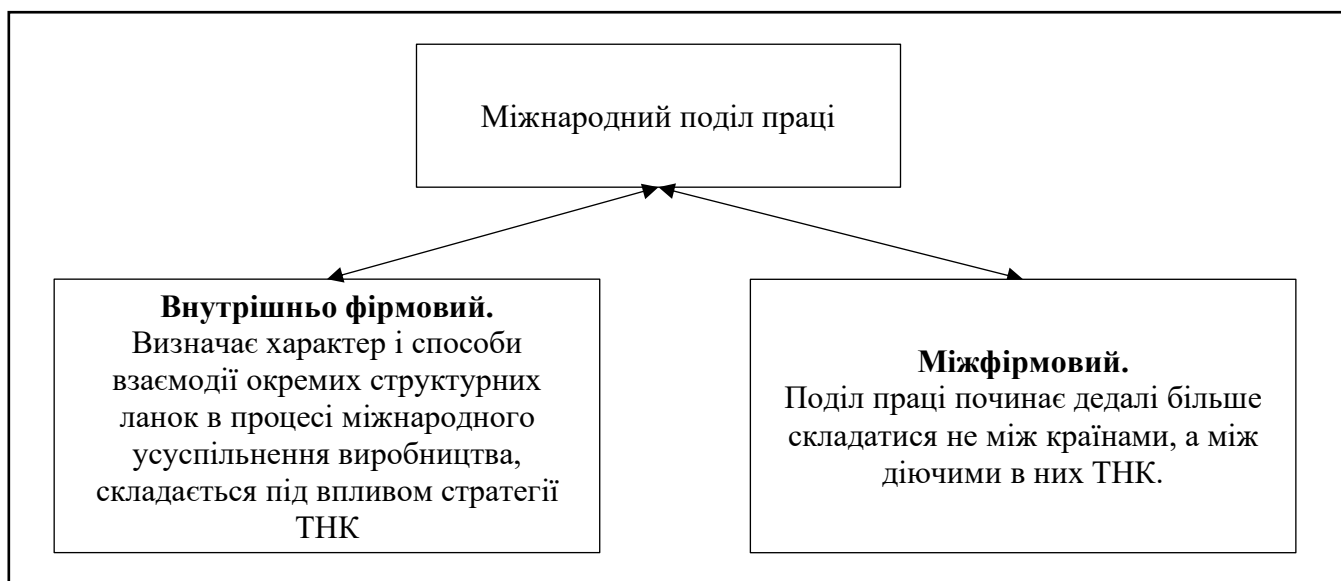 Міжнародний поділ праці
Внутрішньо фірмовий.
Визначає характер і способи
взаємодії окремих структурних
ланок в процесі міжнародного
усуспільнення виробництва,
складається під впливом стратегії
ТНК
Міжфірмовий.
Поділ праці починає дедалі більше
складатися не між країнами, а між
діючими в них ТНК.